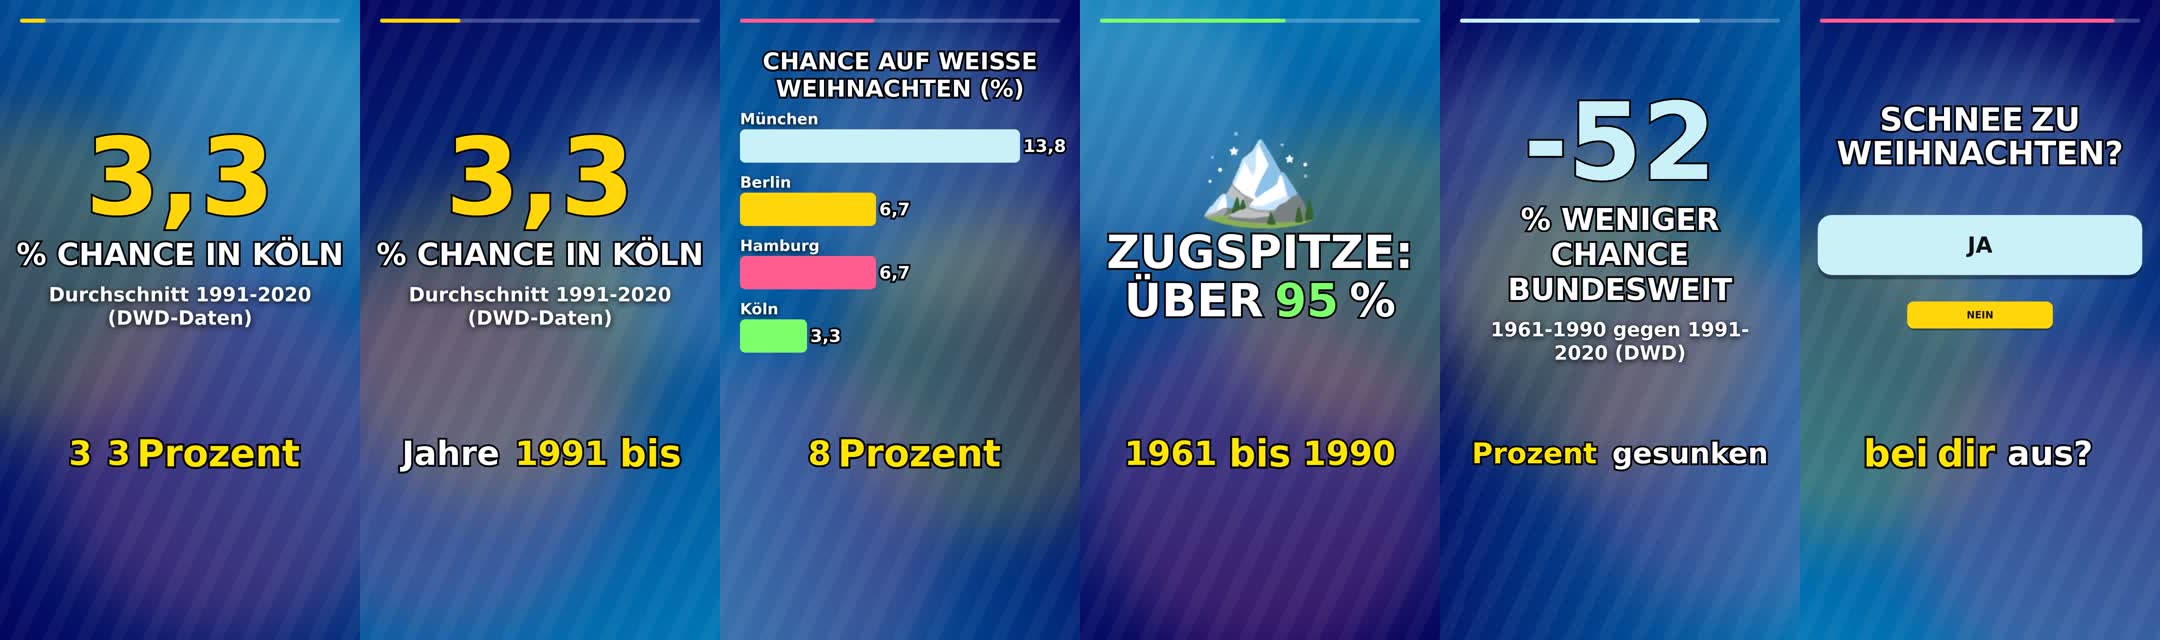 3,3
% CHANCE IN KÖLN
Durchschnitt 1991-2020
(DWD-Daten)
3 3 Prozent
3,3
% CHANCE IN KÖLN
Durchschnitt 1991-2020
(DWD-Daten)
Jahre 1991 bis
CHANCE AUF WEISSE
WEIHNACHTEN (%)
München
13,8
Berlin
6,7
Hamburg
6,7
Köln
3,3
8 Prozent
ZUGSPITZE:
ÜBER 95 %
1961 bis 1990
-52
% WENIGER
CHANCE
BUNDESWEIT
1961-1990 gegen 1991-
2020 (DWD)
Prozent gesunken
SCHNEE ZU
WEIHNACHTEN?
JA
NEIN
bei dir aus?